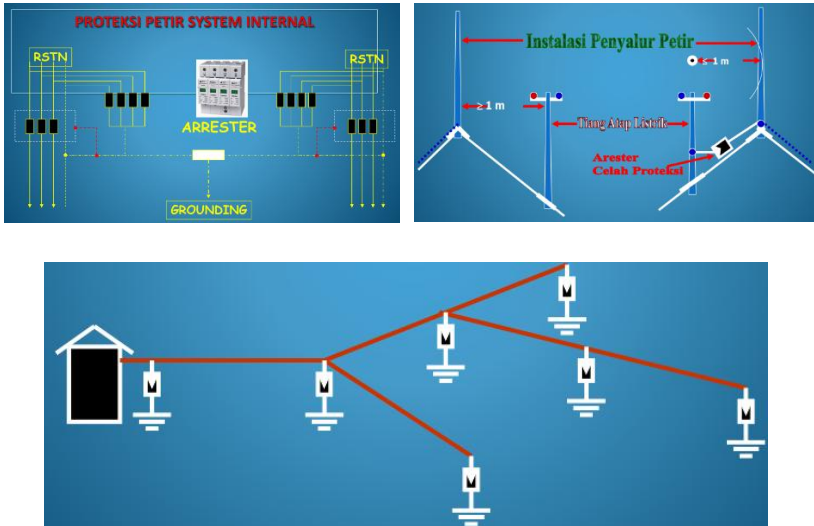 PROTEKSI PETIR SYSTEM INTERNAL
RSTN
RSTN
ARRESTER
GROUNDING
Instalasi Penyalur Petir
≤ 1 m
≥ 1 m
Tiang Atap Listrik
Arester
Celah Proteksi